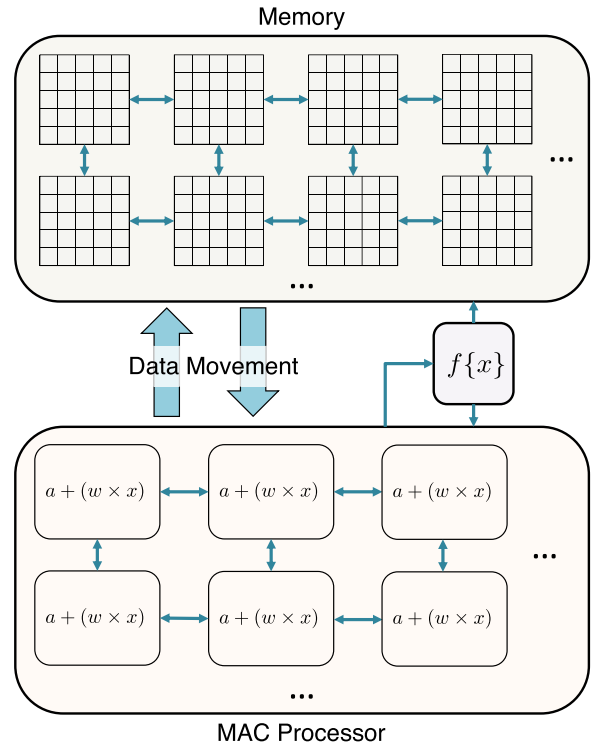 Memory
...
...
Data Movement
f{x}
a + (w × x) a + (w × x) a + (w × x)
...
a + (w × x) a + (w × x) a + (w × x)
...
MAC Processor